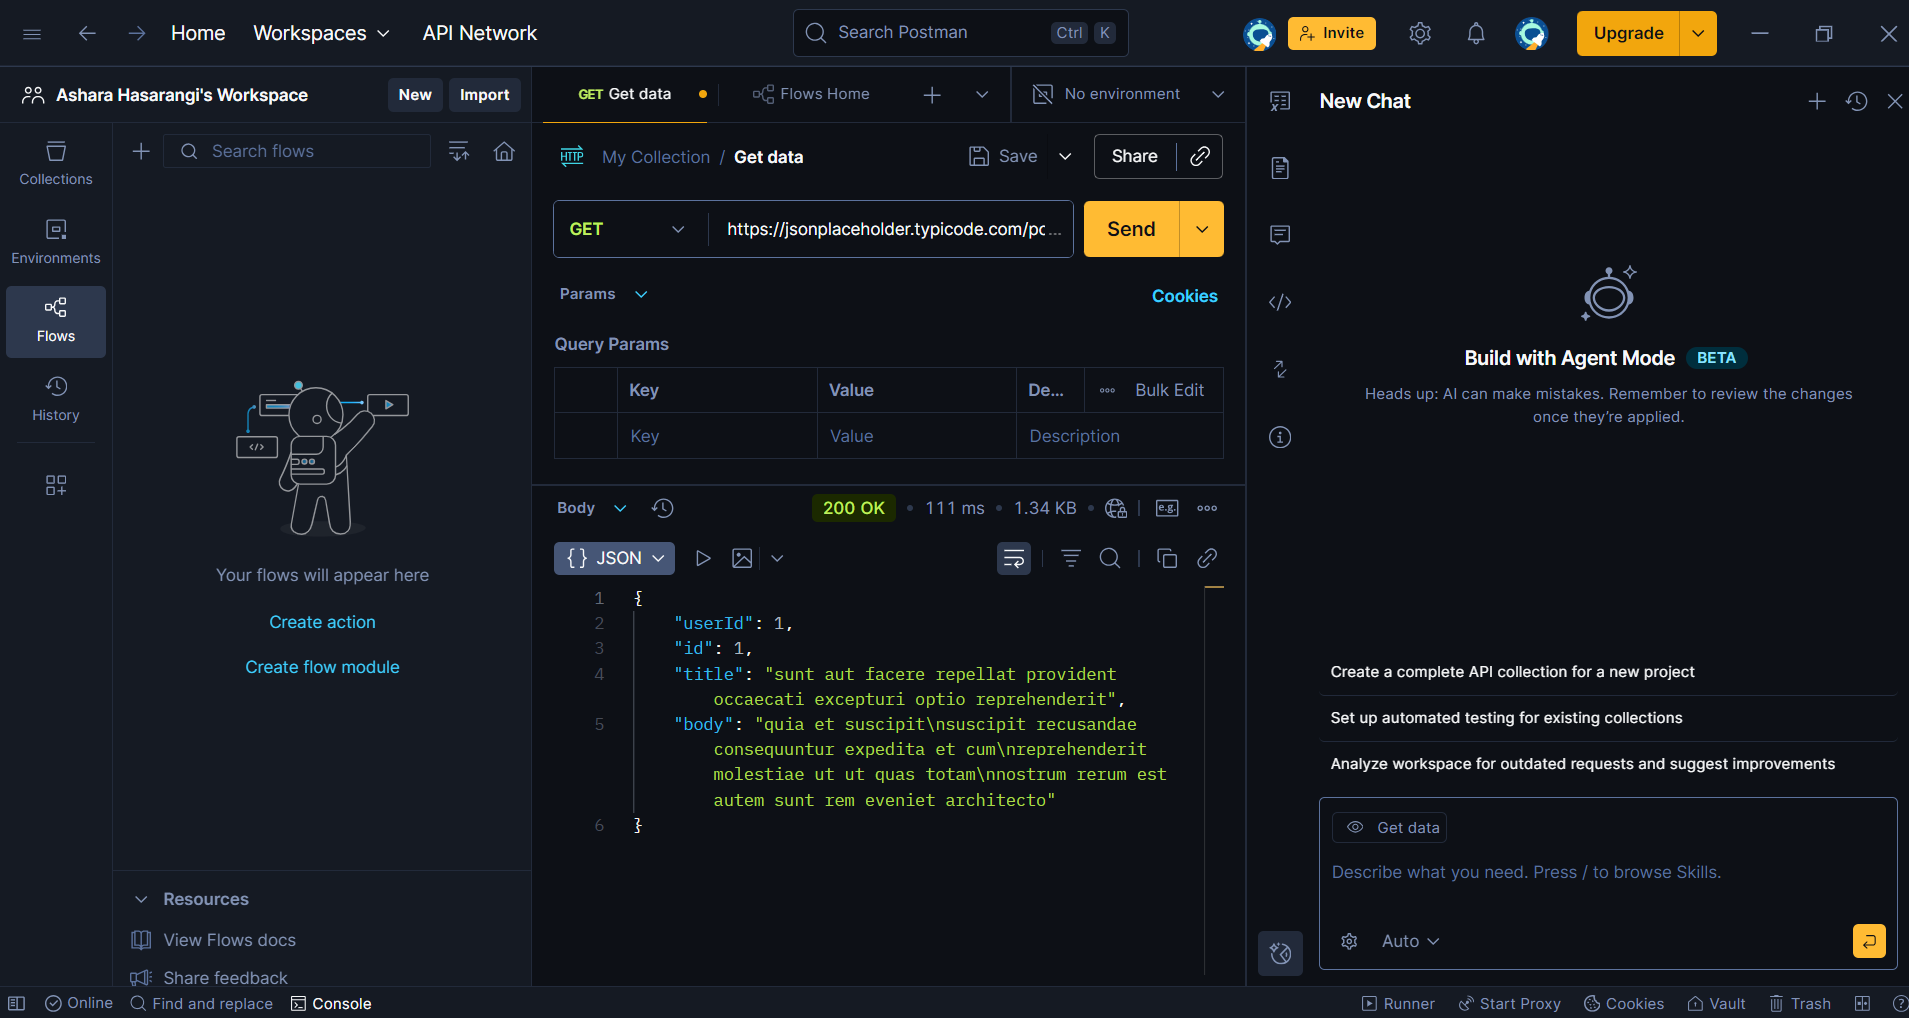 Home Workspaces API Network
Search Postman Ctrl K
Invite
Upgrade
Ashara Hasarangi's Workspace
New Import
GET Get data
Flows Home
No environment
New Chat
Collections
Environments
Flows
History
Search flows
</>
Your flows will appear here
Create action
Create flow module
Resources
View Flows docs
Share feedback
HTTP My Collection / Get data
Save
Share
GET https://jsonplaceholder.typicode.com/pc...
Send
Params
Cookies
Query Params
Key Value De... Bulk Edit
Key Value Description
Body
200 OK • 111 ms • 1.34 KB • e.g.
{} JSON
1 {
2 "userId": 1,
3 "id": 1,
4 "title": "sunt aut facere repellat provident
occaecati excepturi optio reprehenderit",
5 "body": "quia et suscipit\nsuscipit recusandae
consequuntur expedita et cum\nreprehenderit
molestiae ut ut quas totam\nnostrum rerum est
autem sunt rem eveniet architecto"
6 }
Build with Agent Mode BETA
Heads up: AI can make mistakes. Remember to review the changes
once they're applied.
Create a complete API collection for a new project
Set up automated testing for existing collections
Analyze workspace for outdated requests and suggest improvements
Get data
Describe what you need. Press / to browse Skills.
Auto
Online Find and replace Console
Runner Start Proxy Cookies Vault Trash